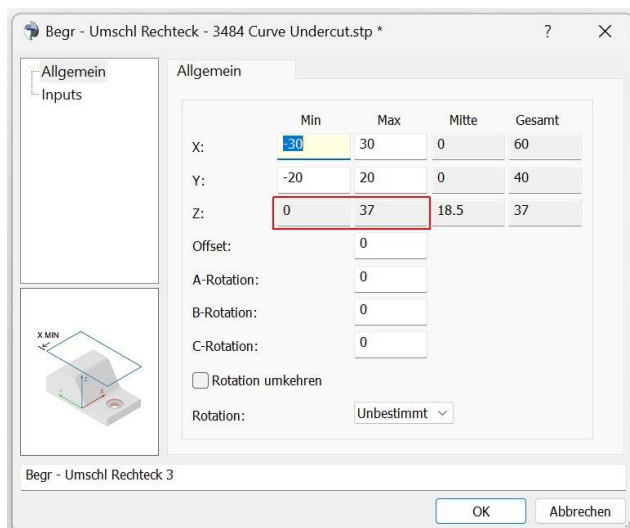 Begr - Umschl Rechteck - 3484 Curve Undercut.stp * ?
Allgemein
Inputs
Allgemein
Min Max Mitte Gesamt
X: -30 30 0 60
Y: -20 20 0 40
Z: 0 37 18.5 37
Offset: 0
A-Rotation: 0
B-Rotation: 0
C-Rotation: 0
Rotation umkehren
Rotation: Unbestimmt
X MIN
Z
Y
X
Begr - Umschl Rechteck 3
OK Abbrechen